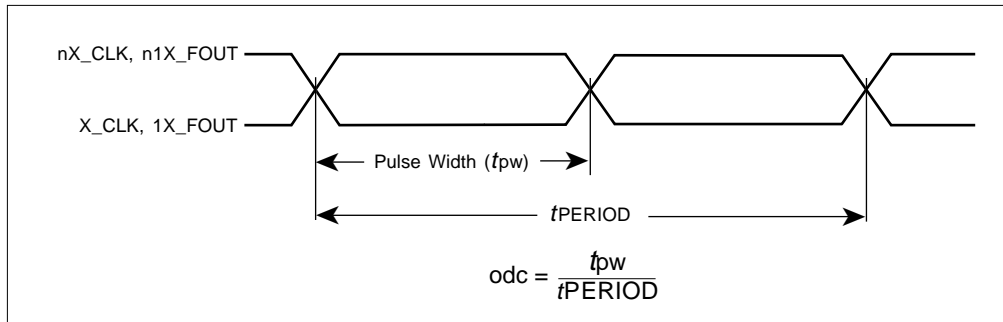 nX_CLK, n1X_FOUT
X_CLK, 1X_FOUT
Pulse Width (tpw)
tPERIOD
odc = tpw
tPERIOD